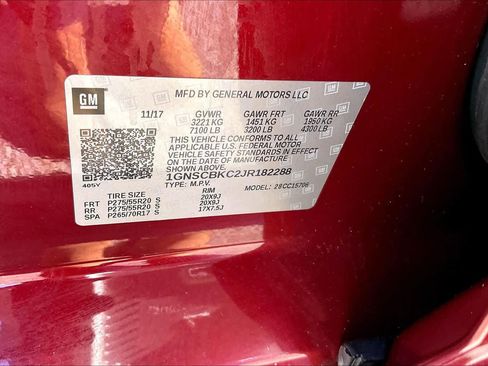 GM
MFD BY GENERAL MOTORS LLC
11/17 GVWR GAWR FRT GAWR RR
3221 KG 1451 KG 1950 KG
7100 LB 3200 LB 4300 LB
THIS VEHICLE CONFORMS TO ALL APPLICABLE
U.S. FEDERAL MOTOR
VEHICLE SAFETY STANDARDS IN EFFECT ON THE
DATE OF MANUFACTURE SHOWN ABOVE.
1GNSCBKC2JR182288
405V TYPE: M.P.V. MODEL: 28CC15706
TIRE SIZE RIM
FRT P275/55R20 S 20X9J
RR P275/55R20 S 20X9J
SPA P265/70R17 S 17X7.5J